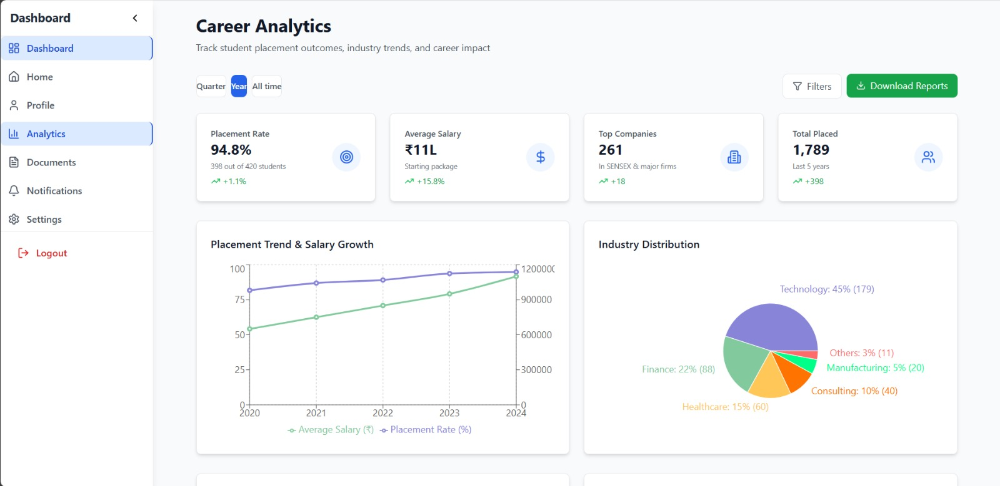 Dashboard
Dashboard
Home
Profile
Analytics
Documents
Notifications
Settings
Logout
Career Analytics
Track student placement outcomes, industry trends, and career impact
Quarter Year All time
Filters Download Reports
Placement Rate
94.8%
398 out of 420 students
+1.1%
Average Salary
₹11L
Starting package
+15.8%
Top Companies
261
In SENSEX & major firms
+18
Total Placed
1,789
Last 5 years
+398
Placement Trend & Salary Growth
100
75
50
25
0
1200000
900000
600000
300000
0
2020 2021 2022 2023 2024
Average Salary (₹) Placement Rate (%)
Industry Distribution
Technology: 45% (179)
Others: 3% (11)
Manufacturing: 5% (20)
Finance: 22% (88)
Consulting: 10% (40)
Healthcare: 15% (60)